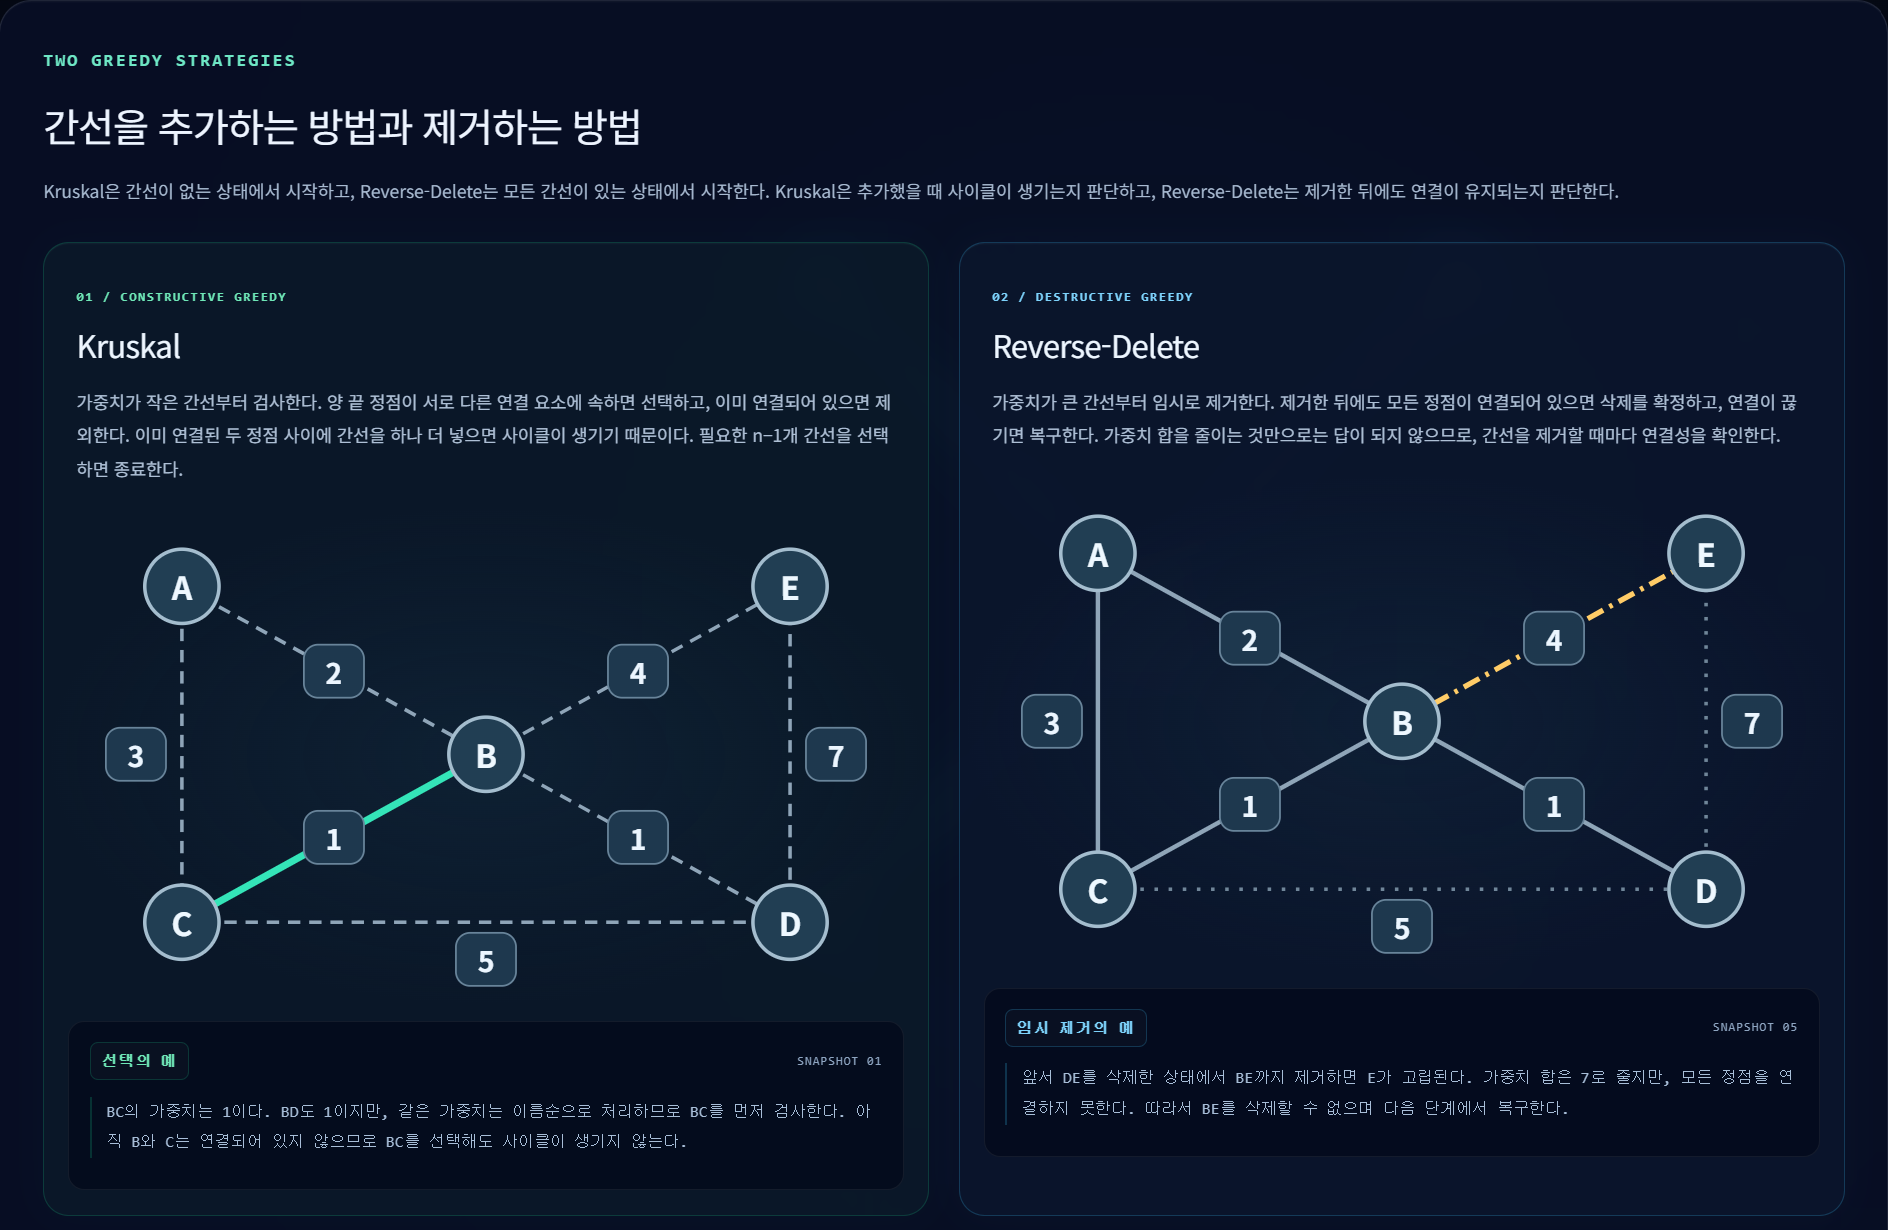 TWO GREEDY STRATEGIES
간선을 추가하는 방법과 제거하는 방법
Kruskal은 간선이 없는 상태에서 시작하고, Reverse-Delete는 모든 간선이 있는 상태에서 시작한다. Kruskal은 추가했을 때 사이클이 생기는지 판단하고, Reverse-Delete는 제거한 뒤에도 연결이 유지되는지 판단한다.
01 / CONSTRUCTIVE GREEDY
Kruskal
가중치가 작은 간선부터 검사한다. 양 끝 정점이 서로 다른 연결 요소에 속하면 선택하고, 이미 연결되어 있으면 제
외한다. 이미 연결된 두 정점 사이에 간선을 하나 더 넣으면 사이클이 생기기 때문이다. 필요한 n−1개 간선을 선택
하면 종료한다.
A
E
2
4
3
B
7
1
1
C
D
5
선택의 예
SNAPSHOT 01
BC의 가중치는 1이다. BD도 1이지만, 같은 가중치는 이름순으로 처리하므로 BC를 먼저 검사한다. 아
직 B와 C는 연결되어 있지 않으므로 BC를 선택해도 사이클이 생기지 않는다.
02 / DESTRUCTIVE GREEDY
Reverse-Delete
가중치가 큰 간선부터 임시로 제거한다. 제거한 뒤에도 모든 정점이 연결되어 있으면 삭제를 확정하고, 연결이 끊
기면 복구한다. 가중치 합을 줄이는 것만으로는 답이 되지 않으므로, 간선을 제거할 때마다 연결성을 확인한다.
A
E
2
4
3
B
7
1
1
C
D
5
임시 제거의 예
SNAPSHOT 05
앞서 DE를 삭제한 상태에서 BE까지 제거하면 E가 고립된다. 가중치 합은 7로 줄지만, 모든 정점을 연
결하지 못한다. 따라서 BE를 삭제할 수 없으며 다음 단계에서 복구한다.